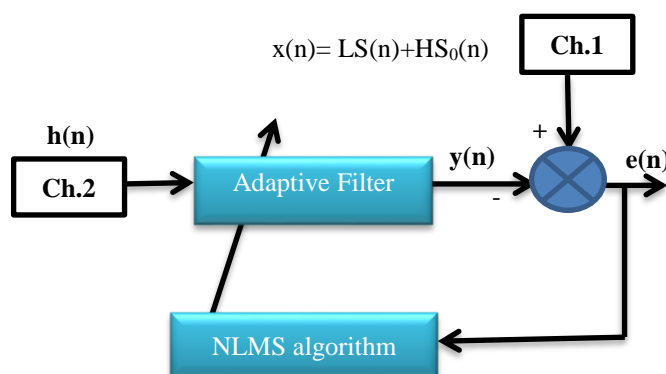 x(n)= LS(n)+HS₀(n)
Ch.1
+
h(n)
Ch.2
Adaptive Filter
y(n)
-
e(n)
NLMS algorithm